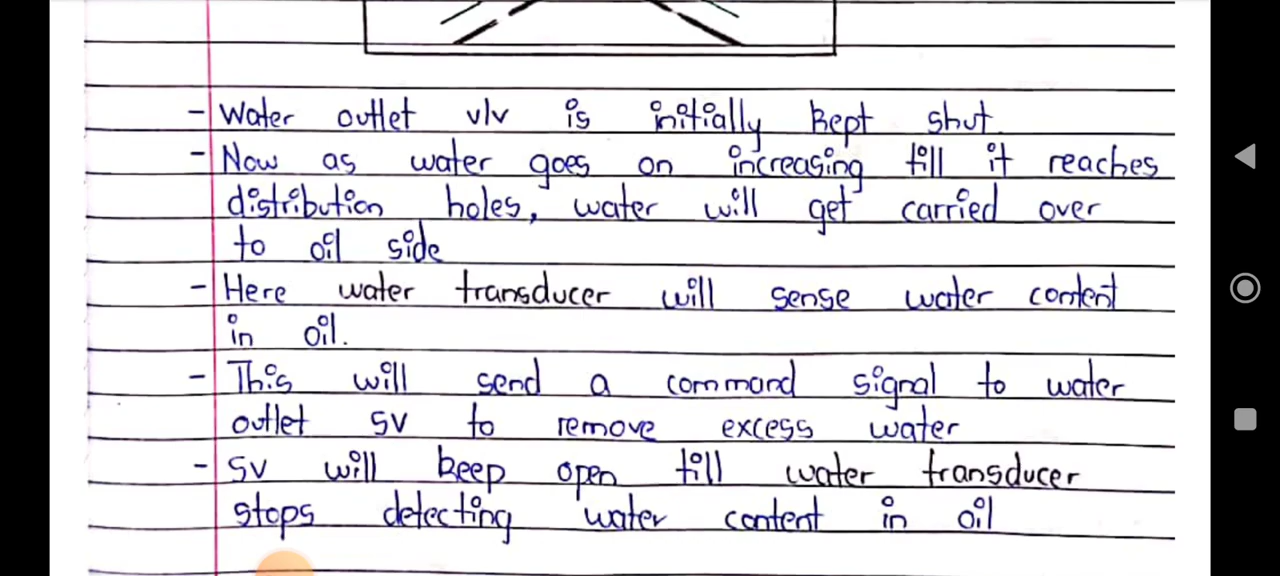 - Water outlet v/v is initially kept shut
- Now as water goes on increasing till it reaches
distribution holes, water will get carried over
to oil side
- Here water transducer will sense water content
in oil.
- This will send a command signal to water
outlet SV to remove excess water
- SV will keep open till water transducer
stops detecting water content in oil